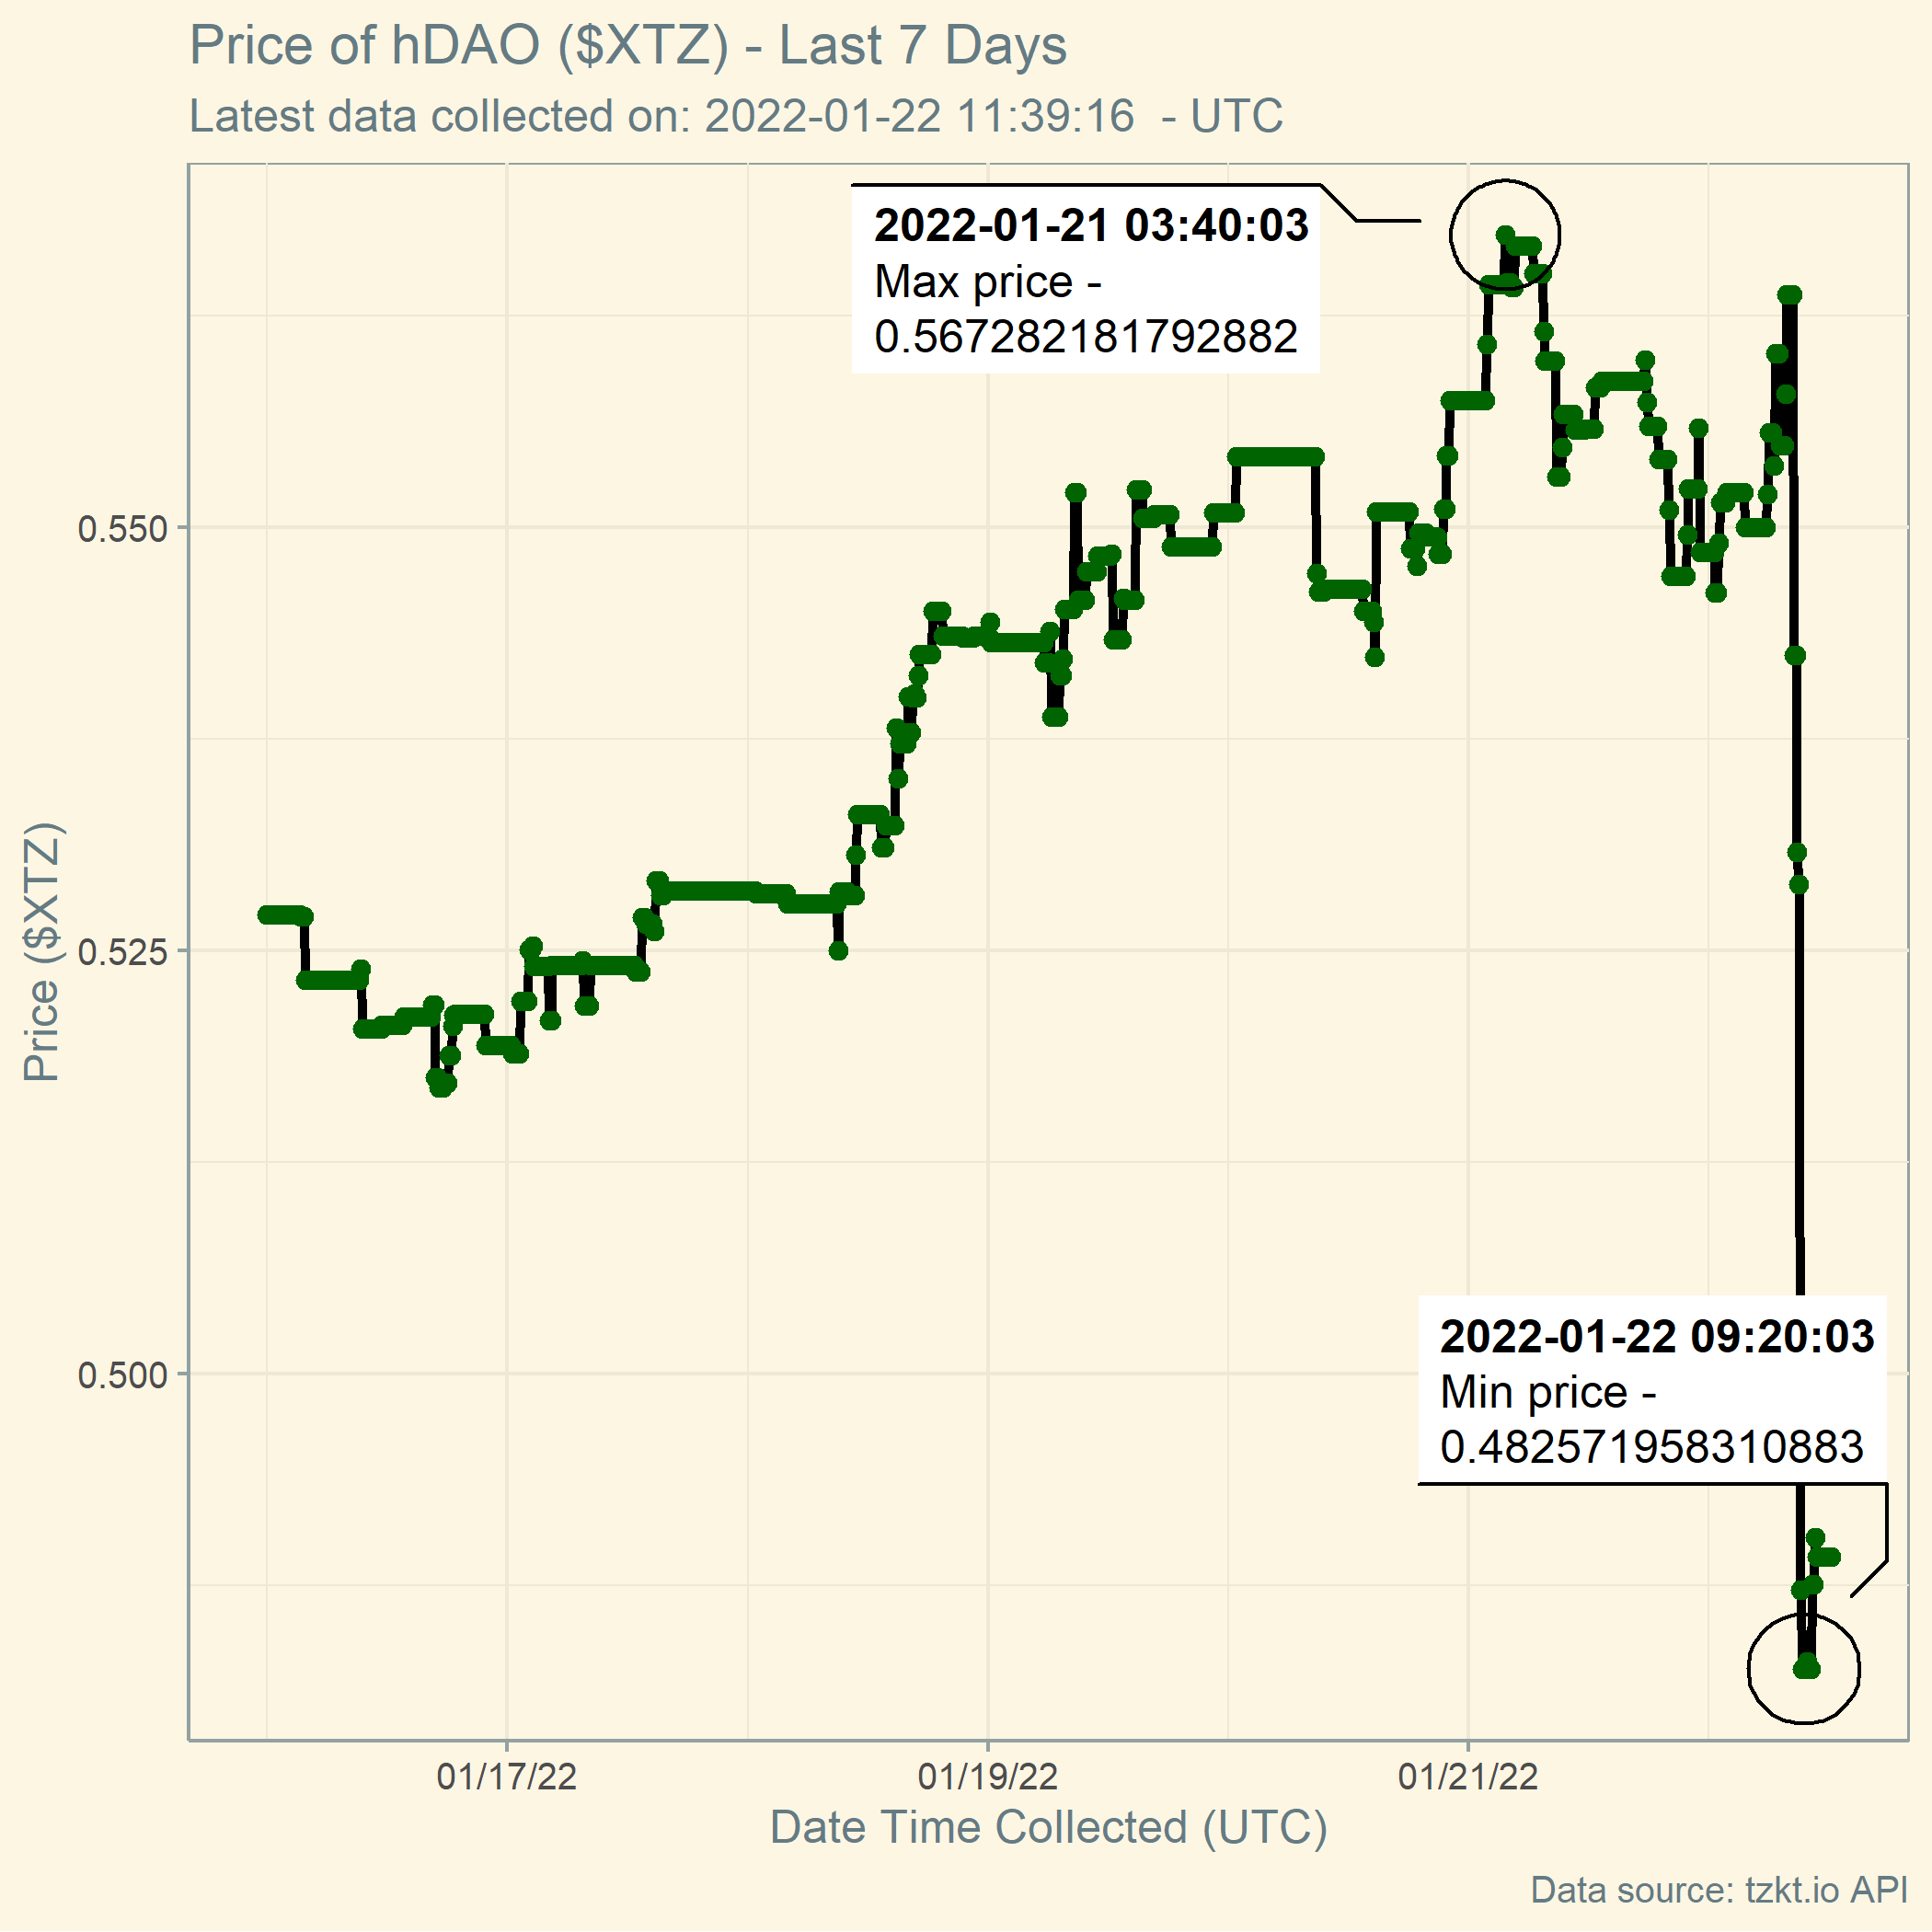 Price of hDAO ($XTZ) - Last 7 Days
Latest data collected on: 2022-01-22 11:39:16  - UTC
2022-01-21 03:40:03
Max price -
0.567282181792882
0.550
0.525
0.500
Price ($XTZ)
2022-01-22 09:20:03
Min price -
0.482571958310883
01/17/22
01/19/22
01/21/22
Date Time Collected (UTC)
Data source: tzkt.io API